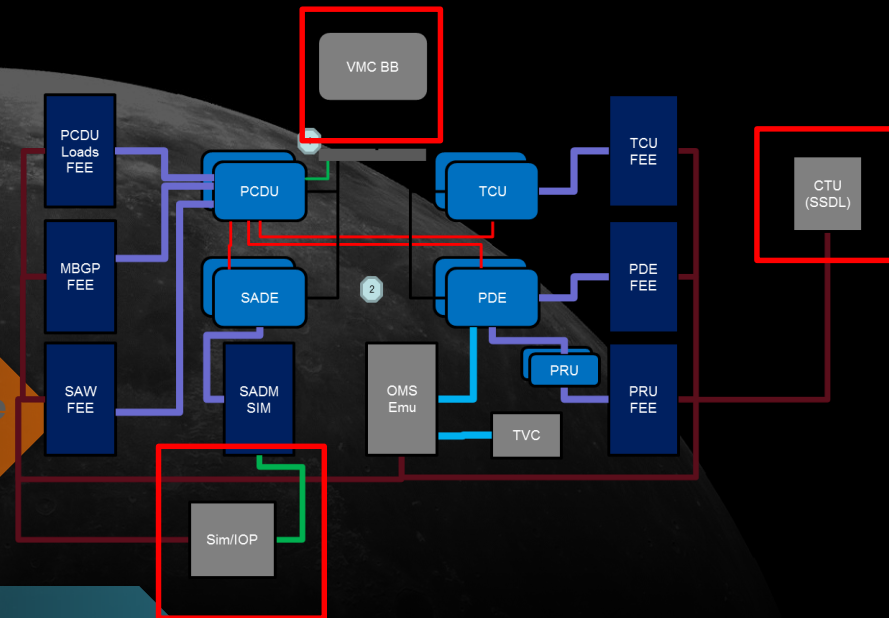 VMC BB
PCDU
Loads
FEE
TCU
FEE
CTU
(SSDL)
PCDU
TCU
MBGP
FEE
PDE
FEE
SADE
2
PDE
PRU
SAW
FEE
SADM
SIM
OMS
Emu
PRU
FEE
TVC
Sim/IOP